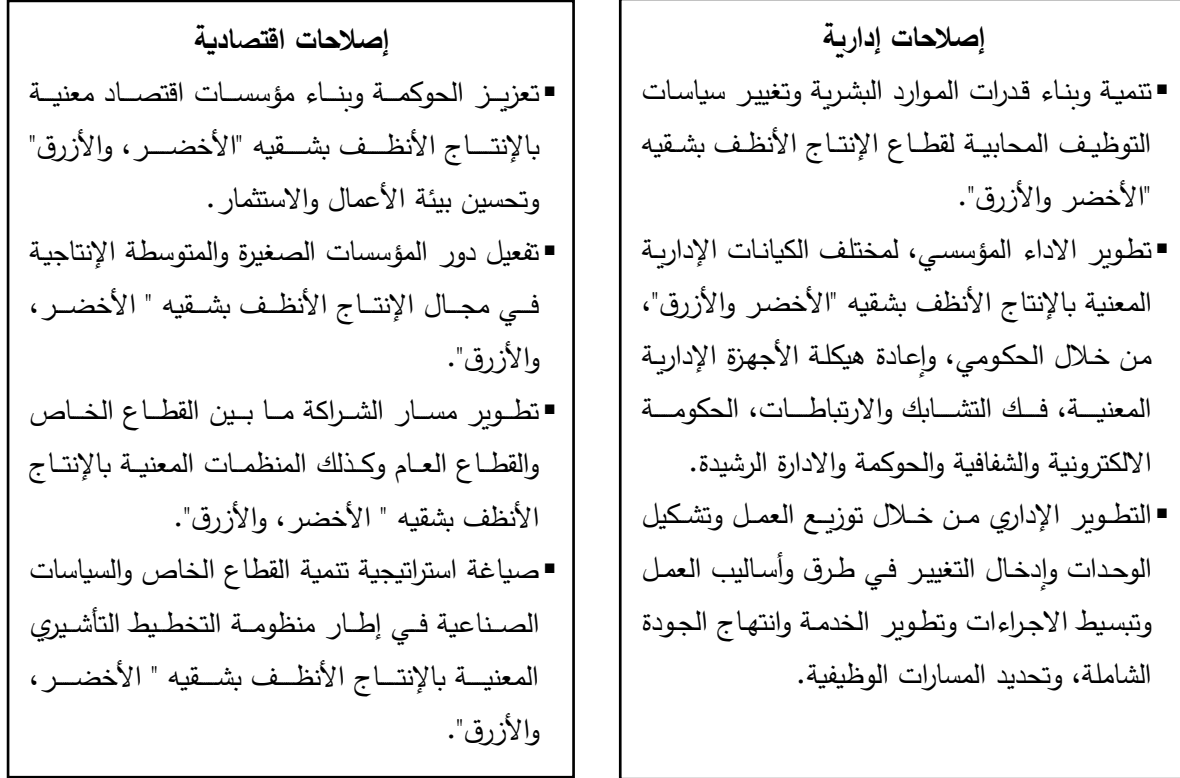 إصلاحات إدارية
▪ تنمية وبناء قدرات الموارد البشرية وتغيير سياسات
التوظيف المحابية لقطاع الإنتاج الأنظف بشقيه
"الأخضر والأزرق".
▪ تطوير الاداء المؤسسي، لمختلف الكيانات الإدارية
المعنية بالإنتاج الأنظف بشقيه "الأخضر والأزرق"،
من خلال الحكومي، وإعادة هيكلة الأجهزة الإدارية
المعنية، فك التشابك والارتباطات، الحكومة
الالكترونية والشفافية والحوكمة والادارة الرشيدة.
▪ التطوير الإداري من خلال توزيع العمل وتشكيل
الوحدات وإدخال التغيير في طرق وأساليب العمل
وتبسيط الاجراءات وتطوير الخدمة وانتهاج الجودة
الشاملة، وتحديد المسارات الوظيفية.
إصلاحات اقتصادية
▪ تعزيز الحوكمة وبناء مؤسسات اقتصاد معنية
بالإنتاج الأنظف بشقيه "الأخضر، والأزرق"
وتحسين بيئة الأعمال والاستثمار.
▪ تفعيل دور المؤسسات الصغيرة والمتوسطة الإنتاجية
في مجال الإنتاج الأنظف بشقيه " الأخضر،
والأزرق".
▪ تطوير مسار الشراكة ما بين القطاع الخاص
والقطاع العام وكذلك المنظمات المعنية بالإنتاج
الأنظف بشقيه " الأخضر، والأزرق".
▪ صياغة استراتيجية تنمية القطاع الخاص والسياسات
الصناعية في إطار منظومة التخطيط التأشيري
المعنية بالإنتاج الأنظف بشقيه " الأخضر،
والأزرق".